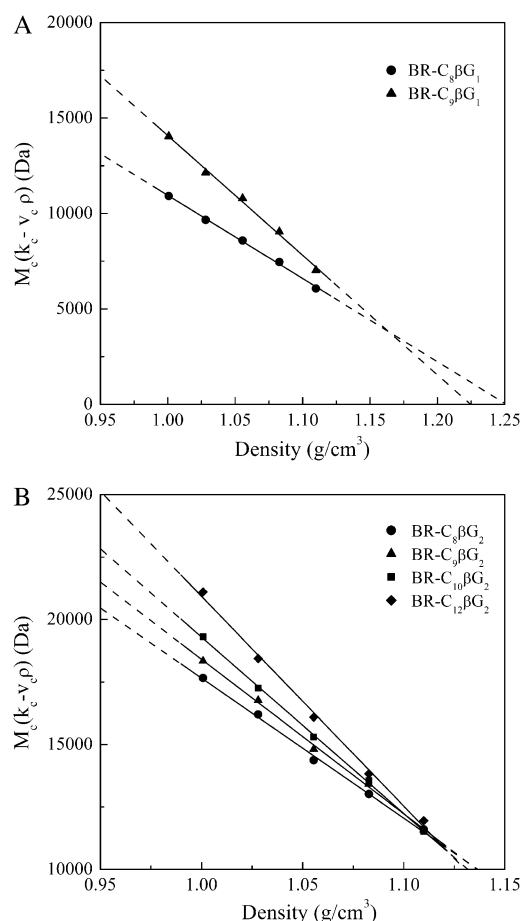 A
20000
15000
10000
5000
0
M_c(k_c - v_c ρ) (Da)
BR-C₈βG₁
BR-C₉βG₁
0.95 1.00 1.05 1.10 1.15 1.20 1.25
Density (g/cm³)
B
25000
20000
15000
10000
M_c(k_c-v_cρ) (Da)
BR-C₈βG₂
BR-C₉βG₂
BR-C₁₀βG₂
BR-C₁₂βG₂
0.95 1.00 1.05 1.10 1.15
Density (g/cm³)